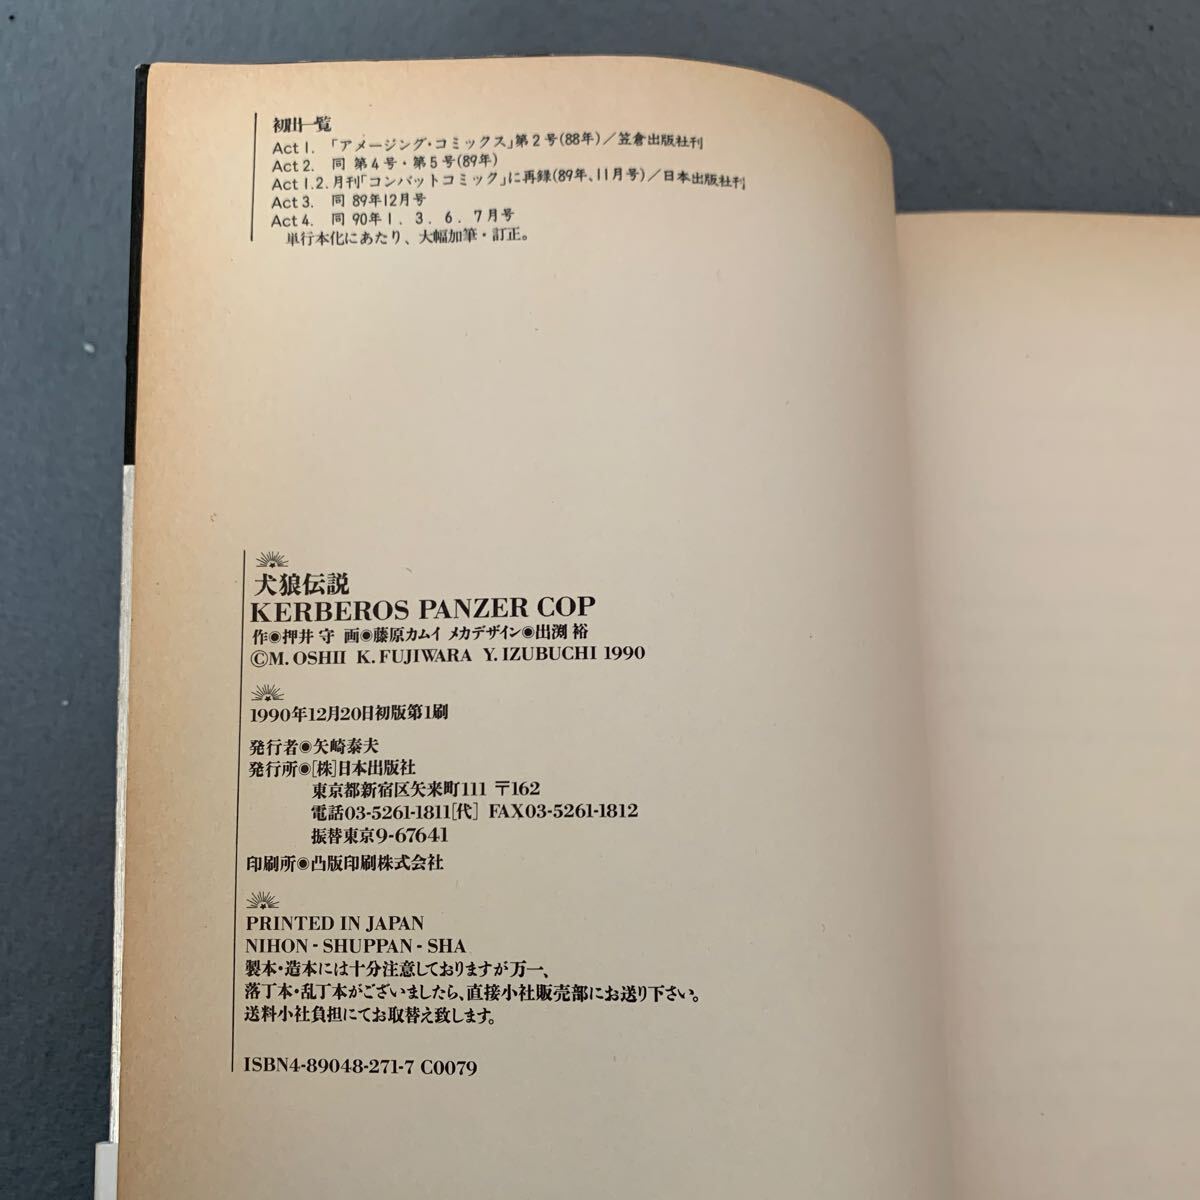 初出一覧
Act 1. 「アメージング・コミックス」第2号(88年)／笠倉出版社刊
Act 2. 同 第4号・第5号(89年)
Act 1.2. 月刊「コンバットコミック」に再録(89年、11月号)／日本出版社刊
Act 3. 同 89年12月号
Act 4. 同 90年1．3．6．7月号
単行本化にあたり、大幅加筆・訂正。
犬狼伝説
KERBEROS PANZER COP
作◉押井 守 画◉藤原カムイ メカデザイン◉出渕 裕
©M. OSHII K. FUJIWARA Y. IZUBUCHI 1990
1990年12月20日初版第1刷
発行者◉矢崎泰夫
発行所◉[株]日本出版社
東京都新宿区矢来町111 〒162
電話03-5261-1811[代] FAX03-5261-1812
振替東京9-67641
印刷所◉凸版印刷株式会社
PRINTED IN JAPAN
NIHON - SHUPPAN - SHA
製本・造本には十分注意しておりますが万一、
落丁本・乱丁本がございましたら、直接小社販売部にお送り下さい。
送料小社負担にてお取替え致します。
ISBN4-89048-271-7 C0079